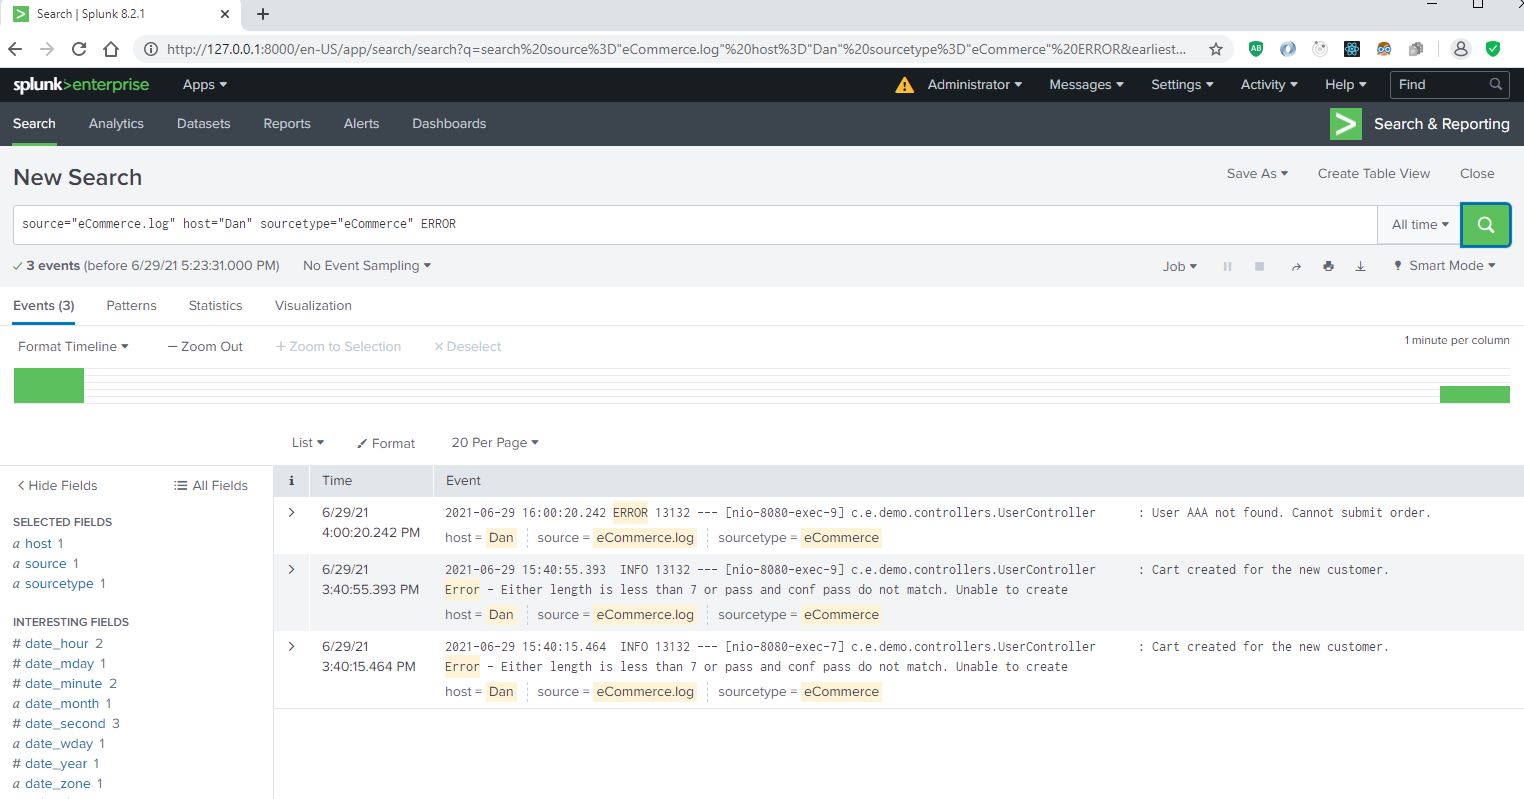 Search | Splunk 8.2.1
http://127.0.0.1:8000/en-US/app/search/search?q=search%20source%3D"eCommerce.log"%20host%3D"Dan"%20sourcetype%3D"eCommerce"%20ERROR&earliest...
splunk>enterprise Apps Administrator Messages Settings Activity Help Find
Search Analytics Datasets Reports Alerts Dashboards > Search & Reporting
New Search Save As Create Table View Close
source="eCommerce.log" host="Dan" sourcetype="eCommerce" ERROR All time
3 events (before 6/29/21 5:23:31.000 PM) No Event Sampling Job Smart Mode
Events (3) Patterns Statistics Visualization
Format Timeline — Zoom Out + Zoom to Selection × Deselect 1 minute per column
List Format 20 Per Page
< Hide Fields All Fields
SELECTED FIELDS
a host 1
a source 1
a sourcetype 1
INTERESTING FIELDS
# date_hour 2
# date_mday 1
# date_minute 2
a date_month 1
# date_second 3
a date_wday 1
# date_year 1
a date_zone 1
i Time Event
> 6/29/21 4:00:20.242 PM
2021-06-29 16:00:20.242 ERROR 13132 --- [nio-8080-exec-9] c.e.demo.controllers.UserController : User AAA not found. Cannot submit order.
host = Dan source = eCommerce.log sourcetype = eCommerce
> 6/29/21 3:40:55.393 PM
2021-06-29 15:40:55.393 INFO 13132 --- [nio-8080-exec-9] c.e.demo.controllers.UserController : Cart created for the new customer.
Error - Either length is less than 7 or pass and conf pass do not match. Unable to create
host = Dan source = eCommerce.log sourcetype = eCommerce
> 6/29/21 3:40:15.464 PM
2021-06-29 15:40:15.464 INFO 13132 --- [nio-8080-exec-7] c.e.demo.controllers.UserController : Cart created for the new customer.
Error - Either length is less than 7 or pass and conf pass do not match. Unable to create
host = Dan source = eCommerce.log sourcetype = eCommerce